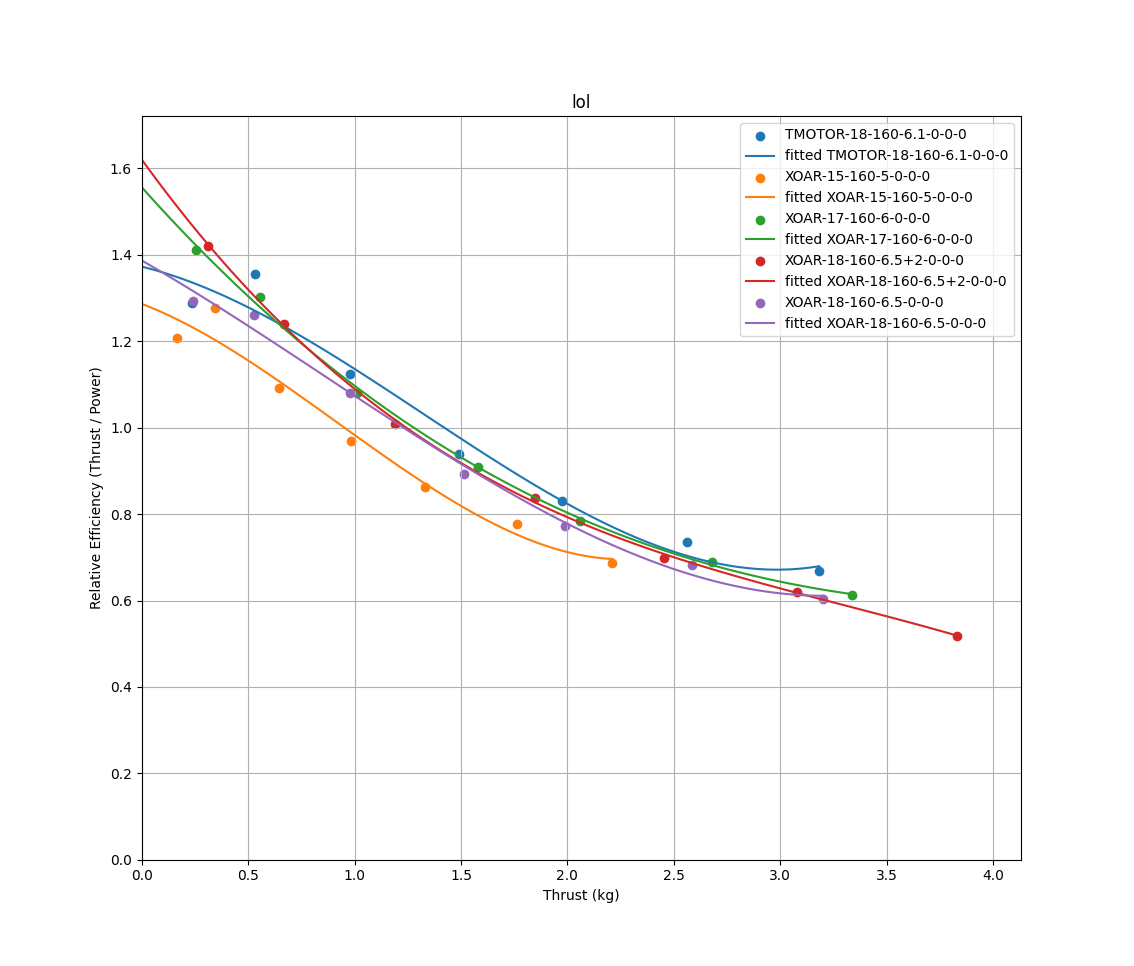 lol
TMOTOR-18-160-6.1-0-0-0
fitted TMOTOR-18-160-6.1-0-0-0
XOAR-15-160-5-0-0-0
fitted XOAR-15-160-5-0-0-0
XOAR-17-160-6-0-0-0
fitted XOAR-17-160-6-0-0-0
XOAR-18-160-6.5+2-0-0-0
fitted XOAR-18-160-6.5+2-0-0-0
XOAR-18-160-6.5-0-0-0
fitted XOAR-18-160-6.5-0-0-0
Relative Efficiency (Thrust / Power)
1.6
1.4
1.2
1.0
0.8
0.6
0.4
0.2
0.0
0.0 0.5 1.0 1.5 2.0 2.5 3.0 3.5 4.0
Thrust (kg)